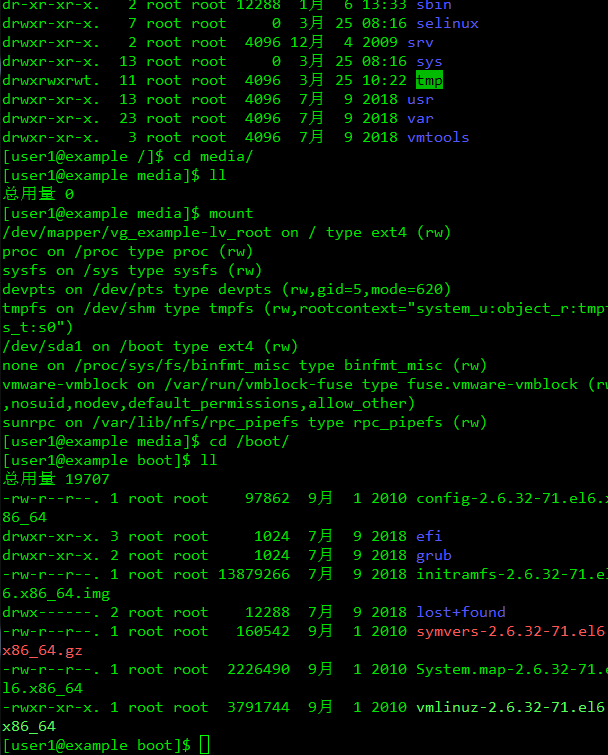 dr-xr-xr-x.   2 root root 12288  1月   6 13:33 sbin
drwxr-xr-x.   7 root root     0  3月  25 08:16 selinux
drwxr-xr-x.   2 root root  4096 12月   4 2009 srv
drwxr-xr-x.  13 root root     0  3月  25 08:16 sys
drwxrwxrwt.  11 root root  4096  3月  25 10:22 tmp
drwxr-xr-x.  13 root root  4096  7月   9 2018 usr
drwxr-xr-x.  23 root root  4096  7月   9 2018 var
drwxr-xr-x.   3 root root  4096  7月   9 2018 vmtools
[user1@example /]$ cd media/
[user1@example media]$ ll
总用量 0
[user1@example media]$ mount
/dev/mapper/vg_example-lv_root on / type ext4 (rw)
proc on /proc type proc (rw)
sysfs on /sys type sysfs (rw)
devpts on /dev/pts type devpts (rw,gid=5,mode=620)
tmpfs on /dev/shm type tmpfs (rw,rootcontext="system_u:object_r:tmpf
s_t:s0")
/dev/sda1 on /boot type ext4 (rw)
none on /proc/sys/fs/binfmt_misc type binfmt_misc (rw)
vmware-vmblock on /var/run/vmblock-fuse type fuse.vmware-vmblock (rw
,nosuid,nodev,default_permissions,allow_other)
sunrpc on /var/lib/nfs/rpc_pipefs type rpc_pipefs (rw)
[user1@example media]$ cd /boot/
[user1@example boot]$ ll
总用量 19707
-rw-r--r--. 1 root root    97862  9月   1 2010 config-2.6.32-71.el6.x
86_64
drwxr-xr-x. 3 root root     1024  7月   9 2018 efi
drwxr-xr-x. 2 root root     1024  7月   9 2018 grub
-rw-r--r--. 1 root root 13879266  7月   9 2018 initramfs-2.6.32-71.el
6.x86_64.img
drwx------. 2 root root    12288  7月   9 2018 lost+found
-rw-r--r--. 1 root root   160542  9月   1 2010 symvers-2.6.32-71.el6
x86_64.gz
-rw-r--r--. 1 root root  2226490  9月   1 2010 System.map-2.6.32-71.e
l6.x86_64
-rwxr-xr-x. 1 root root  3791744  9月   1 2010 vmlinuz-2.6.32-71.el6
x86_64
[user1@example boot]$